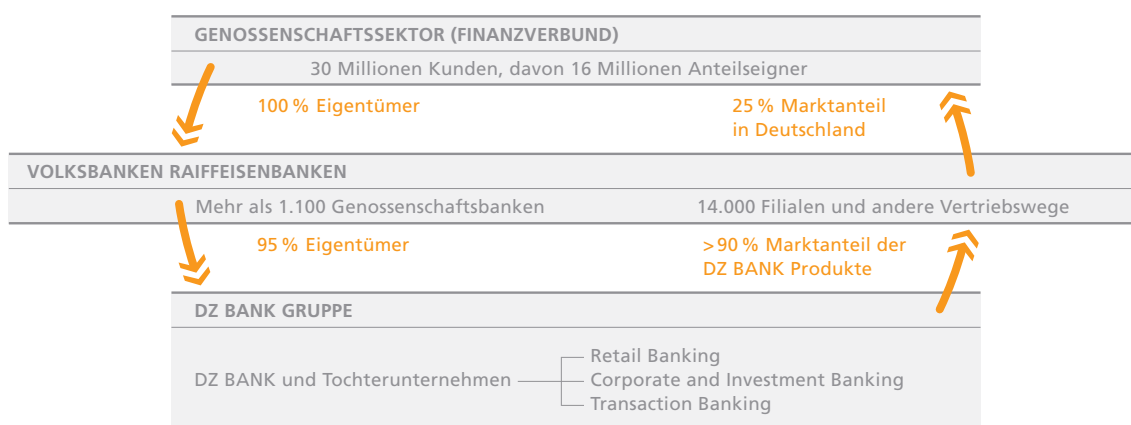 GENOSSENSCHAFTSSEKTOR (FINANZVERBUND)
30 Millionen Kunden, davon 16 Millionen Anteilseigner
100 % Eigentümer
25 % Marktanteil
in Deutschland
VOLKSBANKEN RAIFFEISENBANKEN
Mehr als 1.100 Genossenschaftsbanken
14.000 Filialen und andere Vertriebswege
95 % Eigentümer
> 90 % Marktanteil der
DZ BANK Produkte
DZ BANK GRUPPE
DZ BANK und Tochterunternehmen
Retail Banking
Corporate and Investment Banking
Transaction Banking